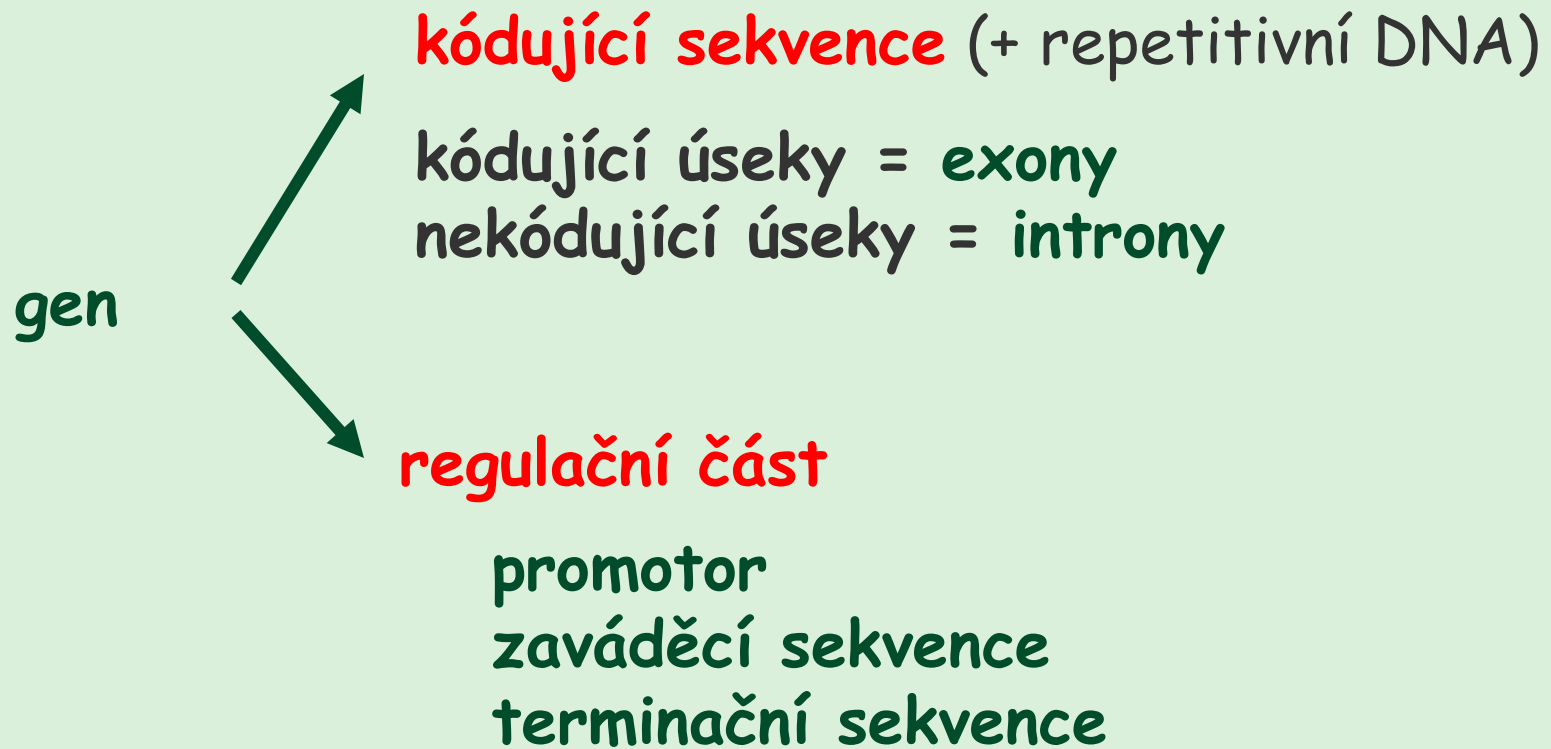 kódující sekvence (+ repetitivní DNA)
kódující úseky = exony
nekódující úseky = introny
gen
regulační část
promotor
zaváděcí sekvence
terminační sekvence